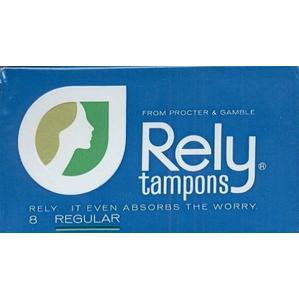 FROM PROCTER & GAMBLE
Rely®
tampons
RELY. IT EVEN ABSORBS THE WORRY.
8 REGULAR